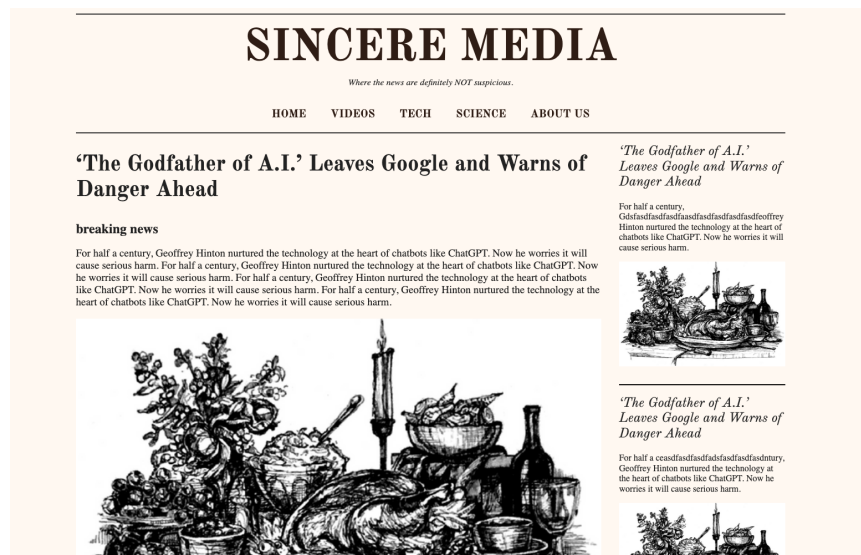 SINCERE MEDIA
Where the news are definitely NOT suspicious.
HOME VIDEOS TECH SCIENCE ABOUT US
‘The Godfather of A.I.’ Leaves Google and Warns of
Danger Ahead
breaking news
For half a century, Geoffrey Hinton nurtured the technology at the heart of chatbots like ChatGPT. Now he worries it will
cause serious harm. For half a century, Geoffrey Hinton nurtured the technology at the heart of chatbots like ChatGPT. Now
he worries it will cause serious harm. For half a century, Geoffrey Hinton nurtured the technology at the heart of chatbots
like ChatGPT. Now he worries it will cause serious harm. For half a century, Geoffrey Hinton nurtured the technology at the
heart of chatbots like ChatGPT. Now he worries it will cause serious harm.
‘The Godfather of A.I.’
Leaves Google and Warns of
Danger Ahead
For half a century,
Gdsfasdfasdfasdfaasdfasdfasdfasdfasdfeoffrey
Hinton nurtured the technology at the heart of
chatbots like ChatGPT. Now he worries it will
cause serious harm.
‘The Godfather of A.I.’
Leaves Google and Warns of
Danger Ahead
For half a ceasdfasdfasdfadsfasdfasdfasdntury,
Geoffrey Hinton nurtured the technology at
the heart of chatbots like ChatGPT. Now he
worries it will cause serious harm.